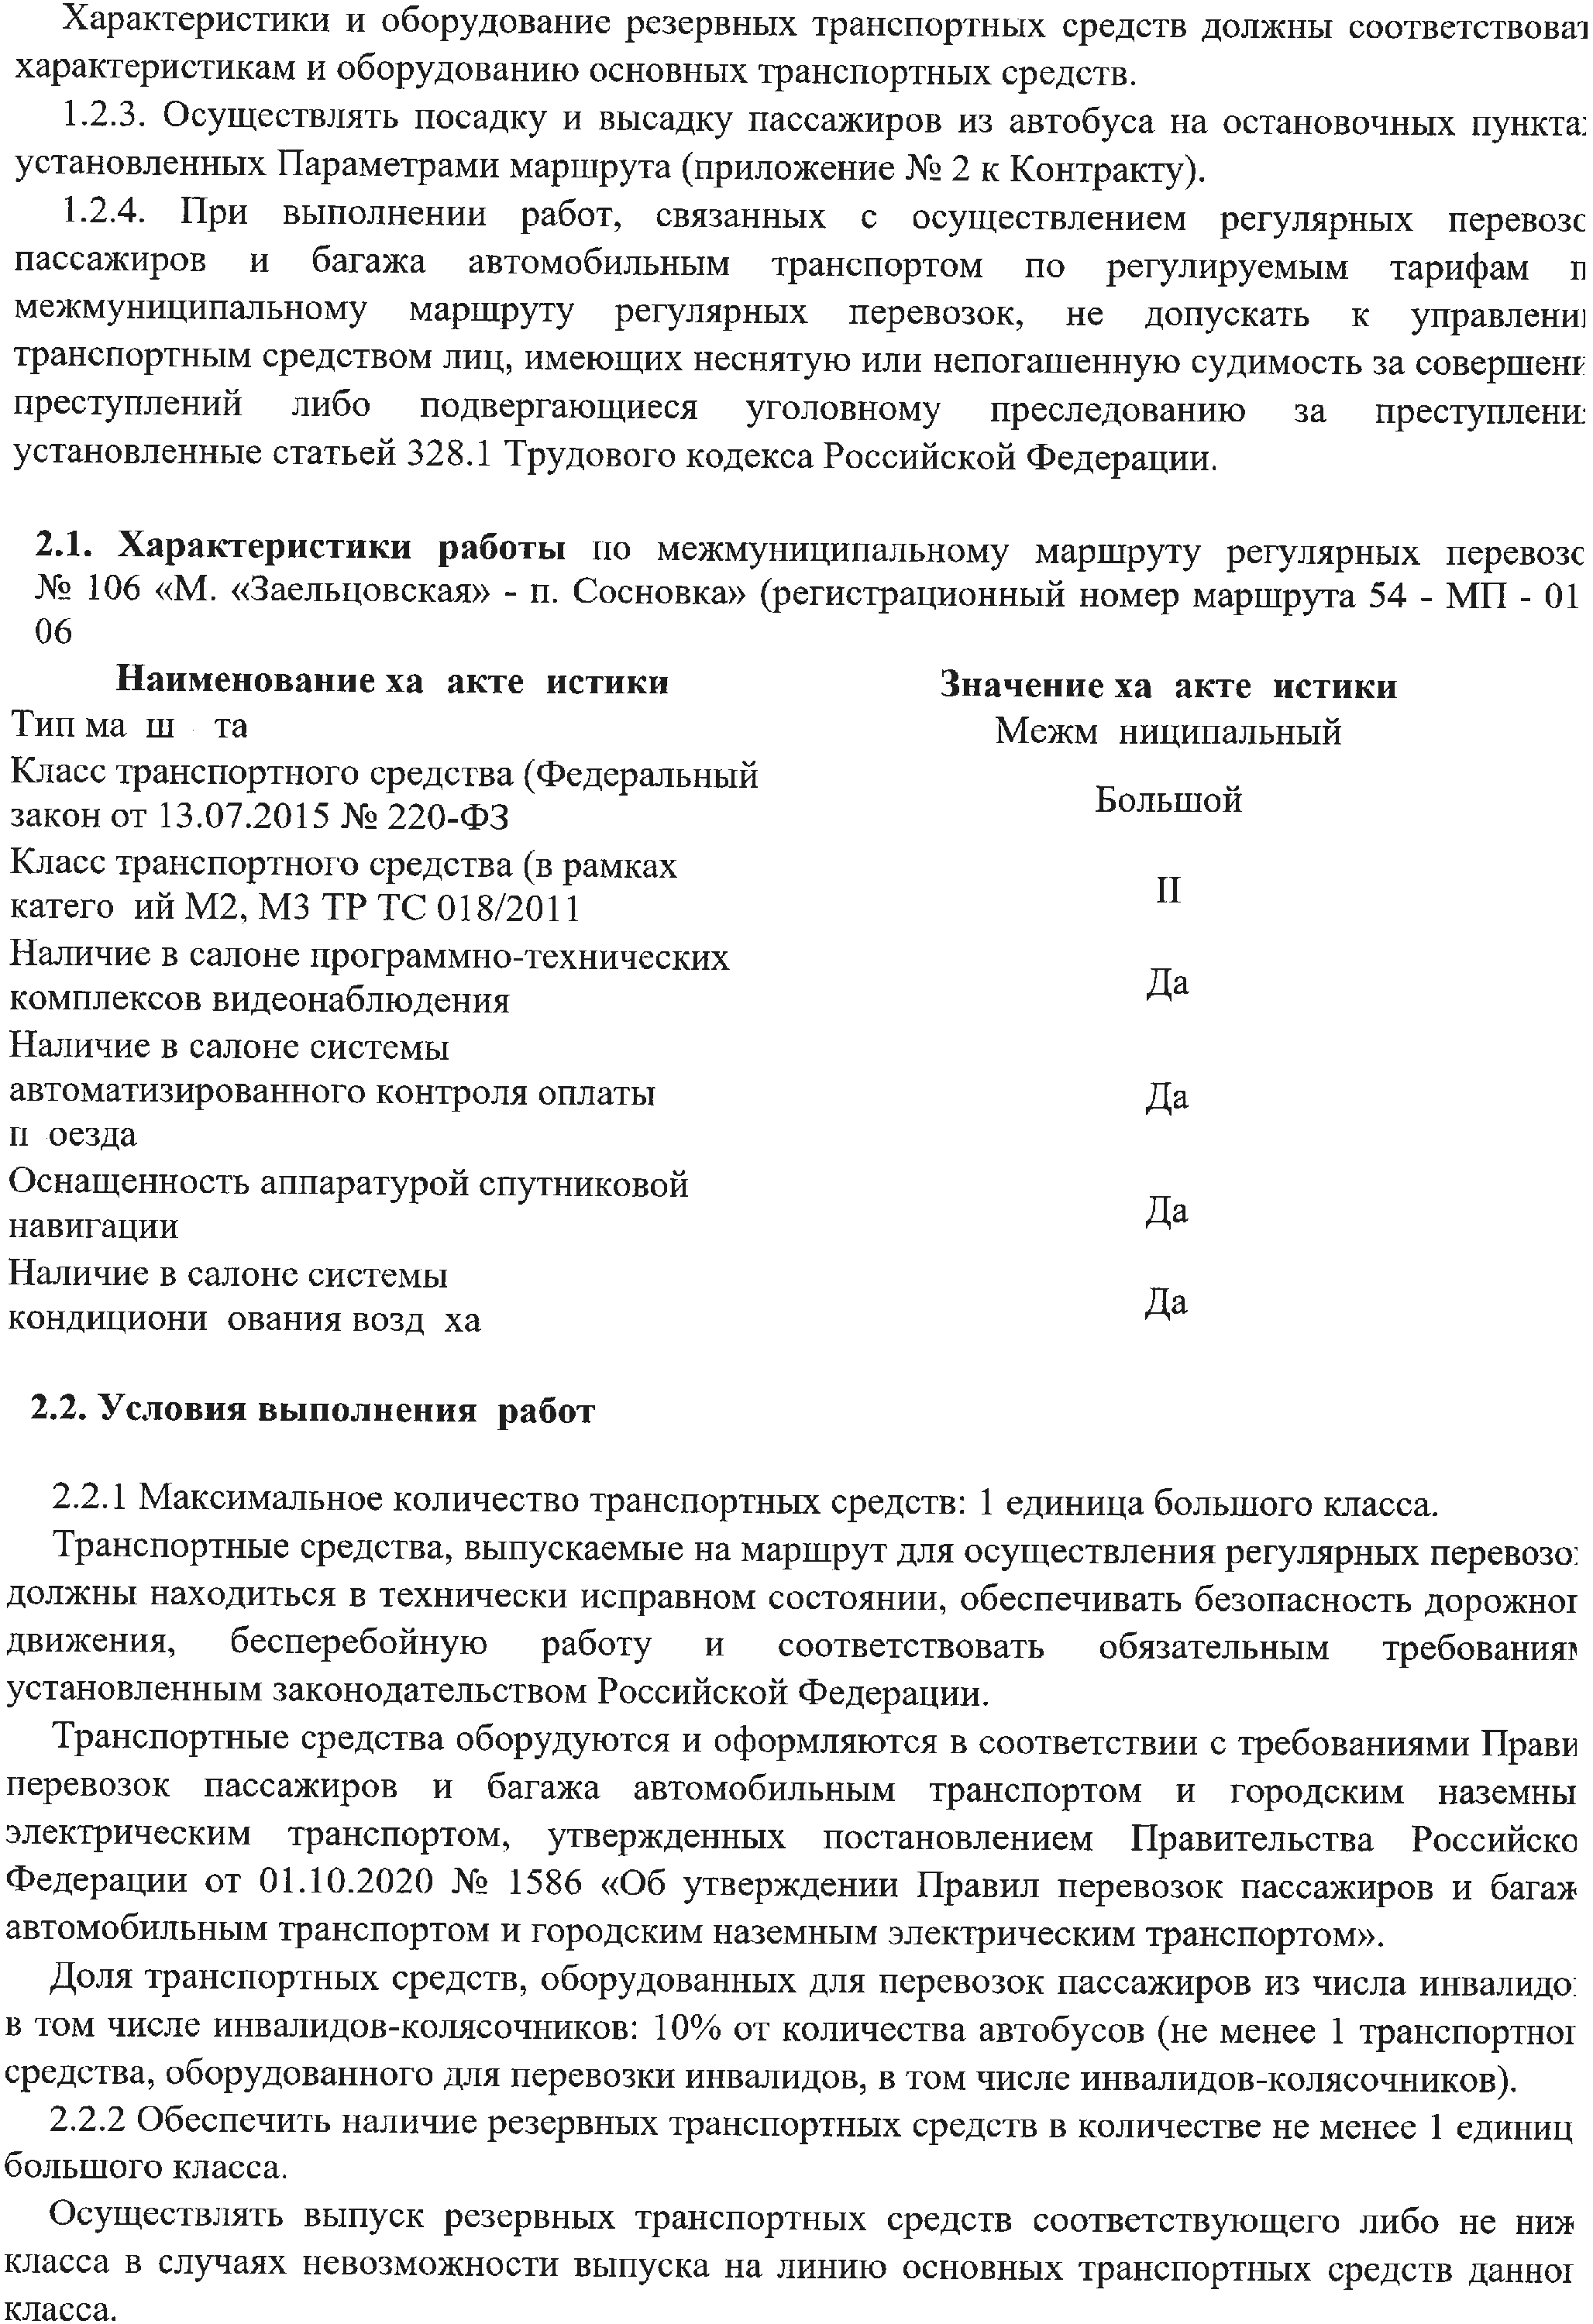 Характеристики и оборудование резервных транспортных средств должны соответствоват
характеристикам и оборудованию основных транспортных средств.
1.2.3. Осуществлять посадку и высадку пассажиров из автобуса на остановочных пункта
установленных Параметрами маршрута (приложение № 2 к Контракту).
1.2.4. При выполнении работ, связанных с осуществлением регулярных перевозо
пассажиров и багажа автомобильным транспортом по регулируемым тарифам п
межмуниципальному маршруту регулярных перевозок, не допускать к управлени
транспортным средством лиц, имеющих неснятую или непогашенную судимость за совершени
преступлений либо подвергающиеся уголовному преследованию за преступлени
установленные статьей 328.1 Трудового кодекса Российской Федерации.
2.1. Характеристики работы по межмуниципальному маршруту регулярных перевозо
№ 106 «М. «Заельцовская» - п. Сосновка» (регистрационный номер маршрута 54 - МП - 01
06
Наименование ха акте истики Значение ха акте истики
Тип ма ш та Межм ниципальный
Класс транспортного средства (Федеральный
закон от 13.07.2015 № 220-ФЗ
Большой
Класс транспортного средства (в рамках
катего ий М2, М3 ТР ТС 018/2011
II
Наличие в салоне программно-технических
комплексов видеонаблюдения
Да
Наличие в салоне системы
автоматизированного контроля оплаты
п оезда
Да
Оснащенность аппаратурой спутниковой
навигации
Да
Наличие в салоне системы
кондициони ования возд ха
Да
2.2. Условия выполнения работ
2.2.1 Максимальное количество транспортных средств: 1 единица большого класса.
Транспортные средства, выпускаемые на маршрут для осуществления регулярных перевозо
должны находиться в технически исправном состоянии, обеспечивать безопасность дорожног
движения, бесперебойную работу и соответствовать обязательным требованиям
установленным законодательством Российской Федерации.
Транспортные средства оборудуются и оформляются в соответствии с требованиями Прави
перевозок пассажиров и багажа автомобильным транспортом и городским наземны
электрическим транспортом, утвержденных постановлением Правительства Российско
Федерации от 01.10.2020 № 1586 «Об утверждении Правил перевозок пассажиров и багаж
автомобильным транспортом и городским наземным электрическим транспортом».
Доля транспортных средств, оборудованных для перевозок пассажиров из числа инвалидо
в том числе инвалидов-колясочников: 10% от количества автобусов (не менее 1 транспортног
средства, оборудованного для перевозки инвалидов, в том числе инвалидов-колясочников).
2.2.2 Обеспечить наличие резервных транспортных средств в количестве не менее 1 единиц
большого класса.
Осуществлять выпуск резервных транспортных средств соответствующего либо не ниж
класса в случаях невозможности выпуска на линию основных транспортных средств данног
класса.